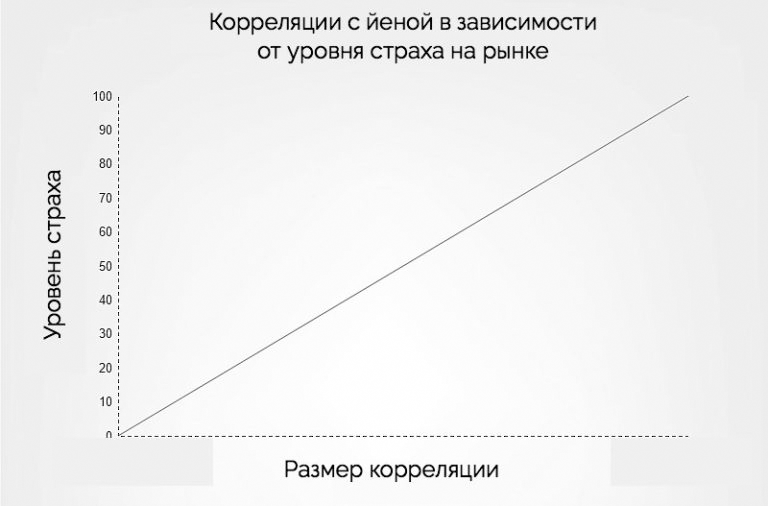 Корреляции с йеной в зависимости
от уровня страха на рынке
Уровень страха
100
90
80
70
60
50
40
30
20
10
0
Размер корреляции